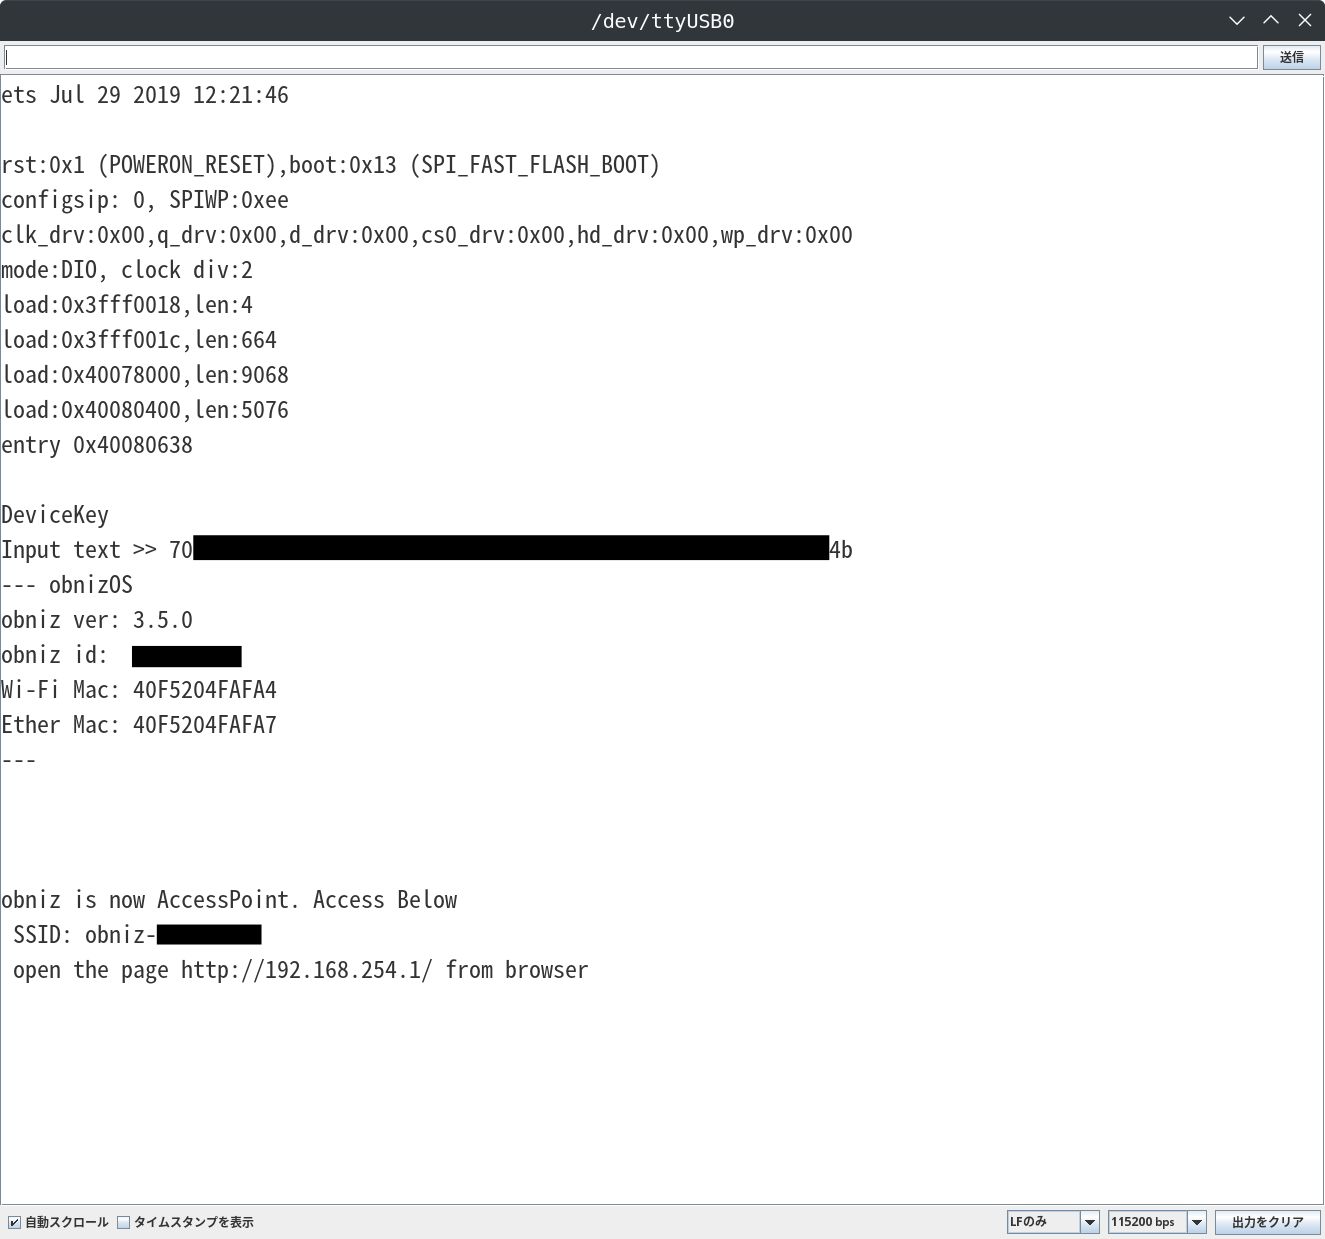 /dev/ttyUSB0
送信
ets Jul 29 2019 12:21:46
rst:0x1 (POWERON_RESET),boot:0x13 (SPI_FAST_FLASH_BOOT)
configsip: 0, SPIWP:0xee
clk_drv:0x00,q_drv:0x00,d_drv:0x00,cs0_drv:0x00,hd_drv:0x00,wp_drv:0x00
mode:DIO, clock div:2
load:0x3fff0018,len:4
load:0x3fff001c,len:664
load:0x40078000,len:9068
load:0x40080400,len:5076
entry 0x40080638
DeviceKey
Input text >> 70 4b
--- obnizOS
obniz ver: 3.5.0
obniz id:
Wi-Fi Mac: 40F5204FAFA4
Ether Mac: 40F5204FAFA7
---
obniz is now AccessPoint. Access Below
SSID: obniz-
open the page http://192.168.254.1/ from browser
自動スクロール タイムスタンプを表示 LFのみ 115200 bps 出力をクリア